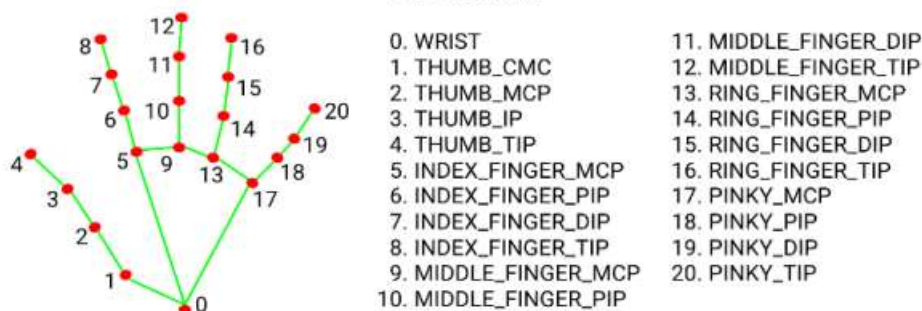 12
8
16
11
7
15
20
6
10
14
19
4
5
9
13
18
3
17
2
1
0
0. WRIST
1. THUMB_CMC
2. THUMB_MCP
3. THUMB_IP
4. THUMB_TIP
5. INDEX_FINGER_MCP
6. INDEX_FINGER_PIP
7. INDEX_FINGER_DIP
8. INDEX_FINGER_TIP
9. MIDDLE_FINGER_MCP
10. MIDDLE_FINGER_PIP
11. MIDDLE_FINGER_DIP
12. MIDDLE_FINGER_TIP
13. RING_FINGER_MCP
14. RING_FINGER_PIP
15. RING_FINGER_DIP
16. RING_FINGER_TIP
17. PINKY_MCP
18. PINKY_PIP
19. PINKY_DIP
20. PINKY_TIP